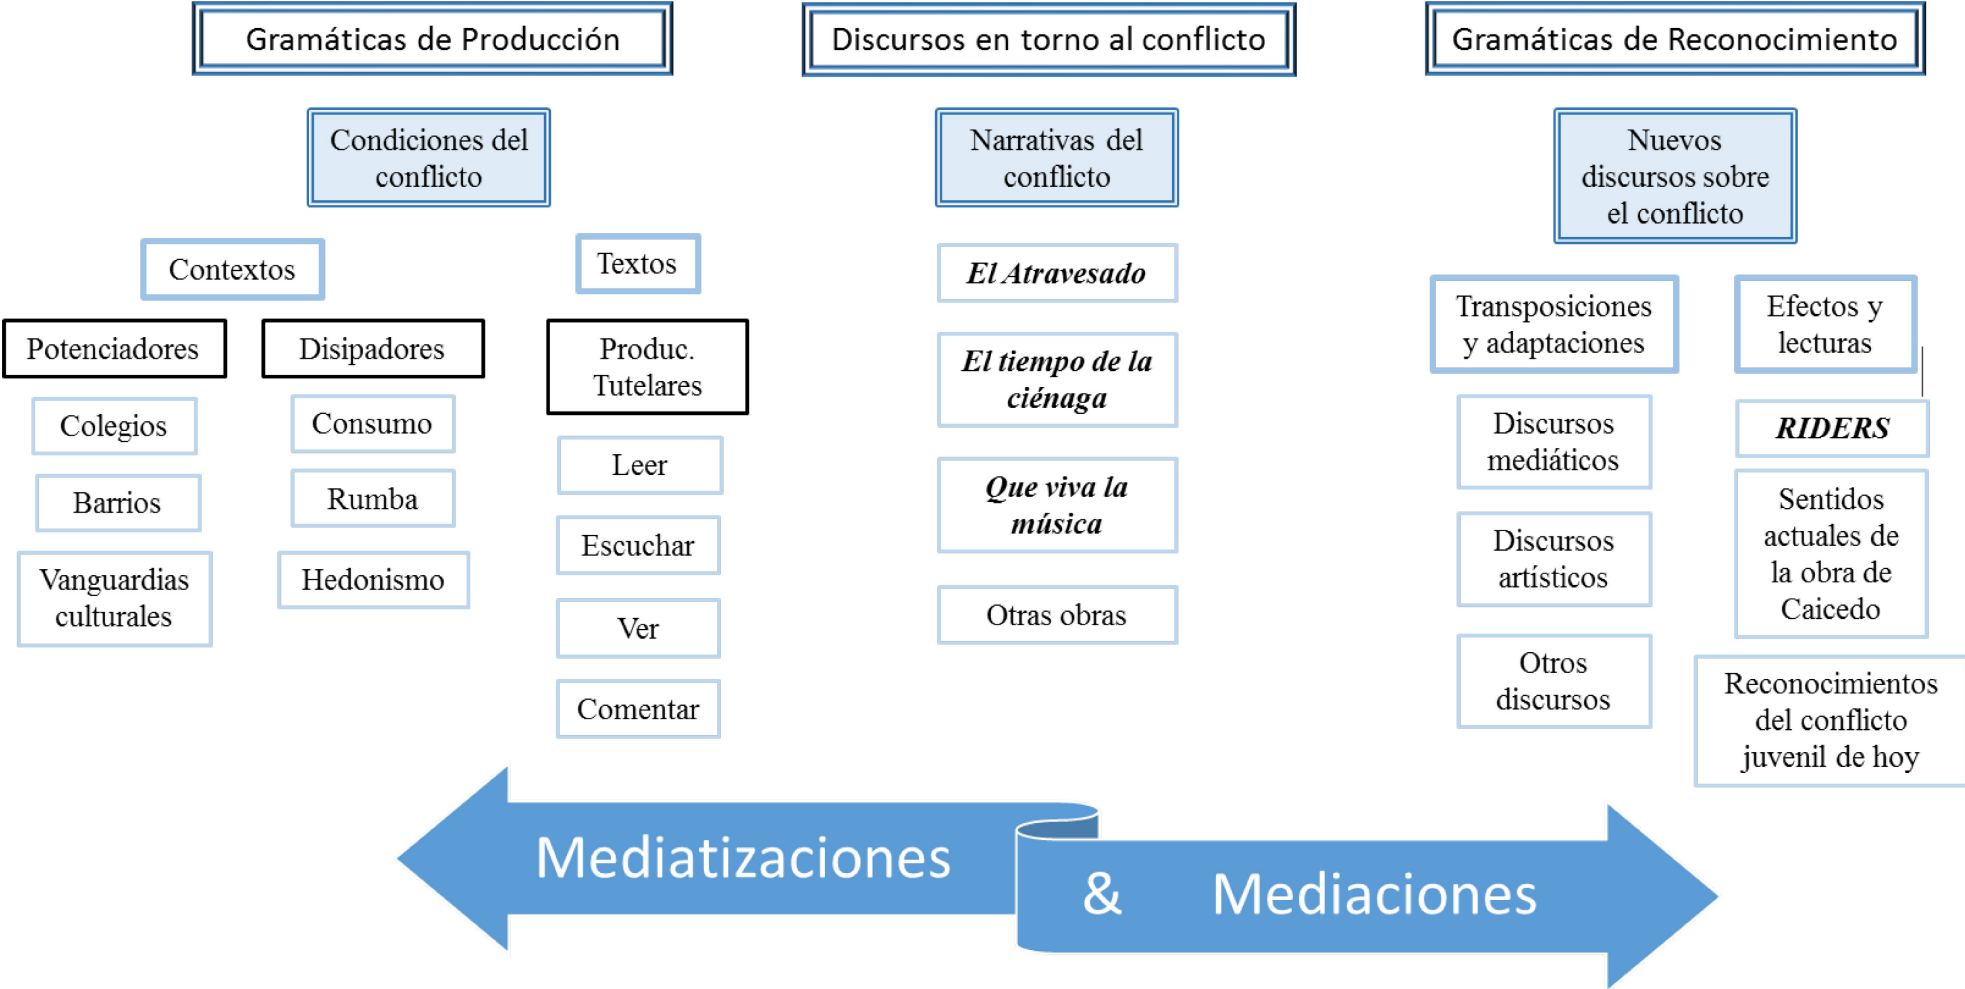 Gramáticas de Producción
Condiciones del
conflicto
Contextos
Potenciadores
Colegios
Barrios
Vanguardias
culturales
Disipadores
Consumo
Rumba
Hedonismo
Textos
Produc.
Tutelares
Leer
Escuchar
Ver
Comentar
Discursos en torno al conflicto
Narrativas del
conflicto
El Atravesado
El tiempo de la
ciénaga
Que viva la
música
Otras obras
Gramáticas de Reconocimiento
Nuevos
discursos sobre
el conflicto
Transposiciones
y adaptaciones
Discursos
mediáticos
Discursos
artísticos
Otros
discursos
Efectos y
lecturas
RIDERS
Sentidos
actuales de
la obra de
Caicedo
Reconocimientos
del conflicto
juvenil de hoy
Mediatizaciones
& Mediaciones